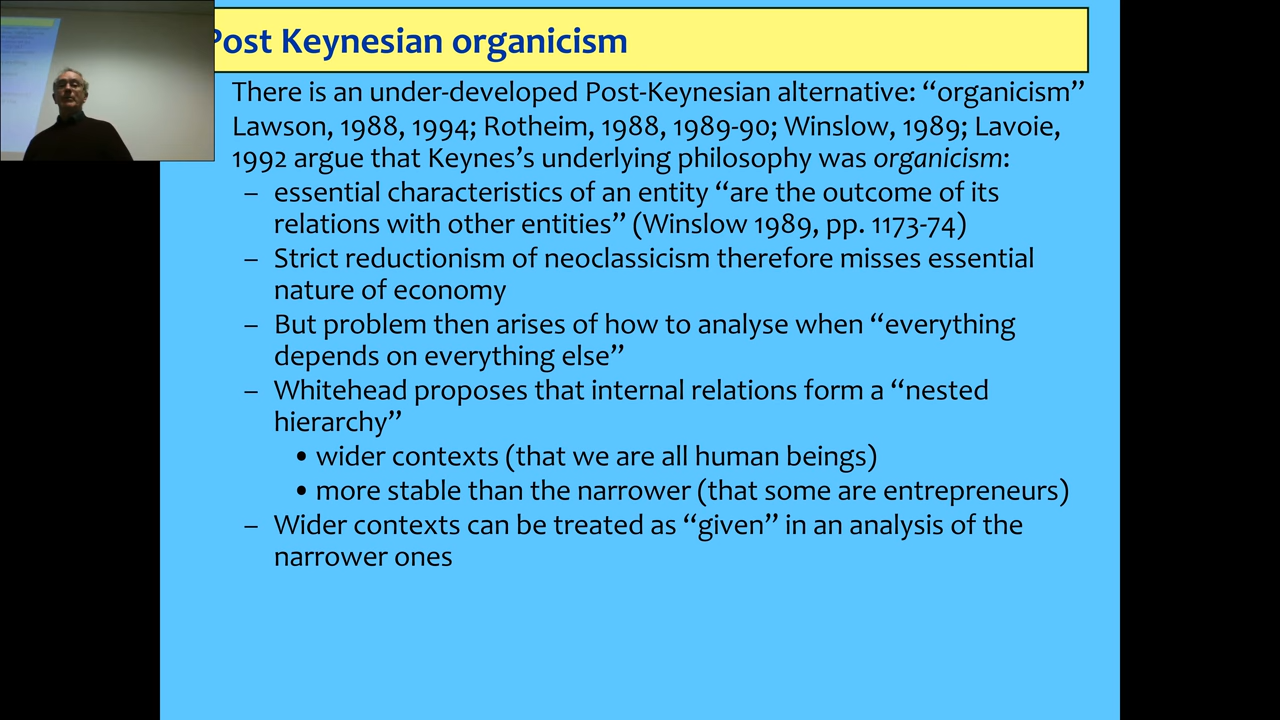 Post Keynesian organicism
There is an under-developed Post-Keynesian alternative: “organicism”
Lawson, 1988, 1994; Rotheim, 1988, 1989-90; Winslow, 1989; Lavoie,
1992 argue that Keynes’s underlying philosophy was organicism:
– essential characteristics of an entity “are the outcome of its
relations with other entities” (Winslow 1989, pp. 1173-74)
– Strict reductionism of neoclassicism therefore misses essential
nature of economy
– But problem then arises of how to analyse when “everything
depends on everything else”
– Whitehead proposes that internal relations form a “nested
hierarchy”
• wider contexts (that we are all human beings)
• more stable than the narrower (that some are entrepreneurs)
– Wider contexts can be treated as “given” in an analysis of the
narrower ones